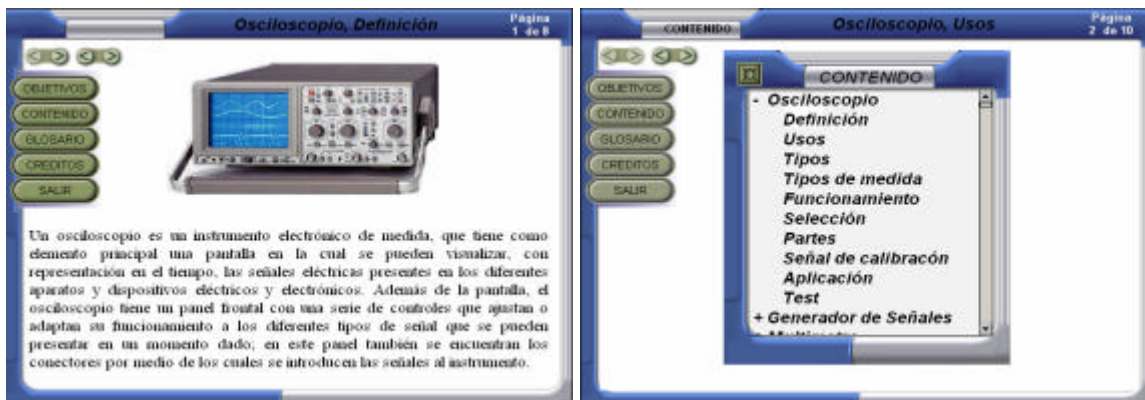 Osciloscopio, Definición
Página
1 de 8
OBJETIVOS
CONTENIDO
GLOSARIO
CREDITOS
SALIR
Un osciloscopio es un instrumento electrónico de medida, que tiene como
elemento principal una pantalla en la cual se pueden visualizar, con
representación en el tiempo, las señales eléctricas presentes en los diferentes
aparatos y dispositivos eléctricos y electrónicos. Además de la pantalla, el
osciloscopio tiene un panel frontal con una serie de controles que ajustan o
adaptan su funcionamiento a los diferentes tipos de señal que se pueden
presentar en un momento dado; en este panel también se encuentran los
conectores por medio de los cuales se introducen las señales al instrumento.
CONTENIDO
Osciloscopio, Usos
Página
2 de 10
OBJETIVOS
CONTENIDO
GLOSARIO
CREDITOS
SALIR
CONTENIDO
- Osciloscopio
Definición
Usos
Tipos
Tipos de medida
Funcionamiento
Selección
Partes
Señal de calibracón
Aplicación
Test
+ Generador de Señales